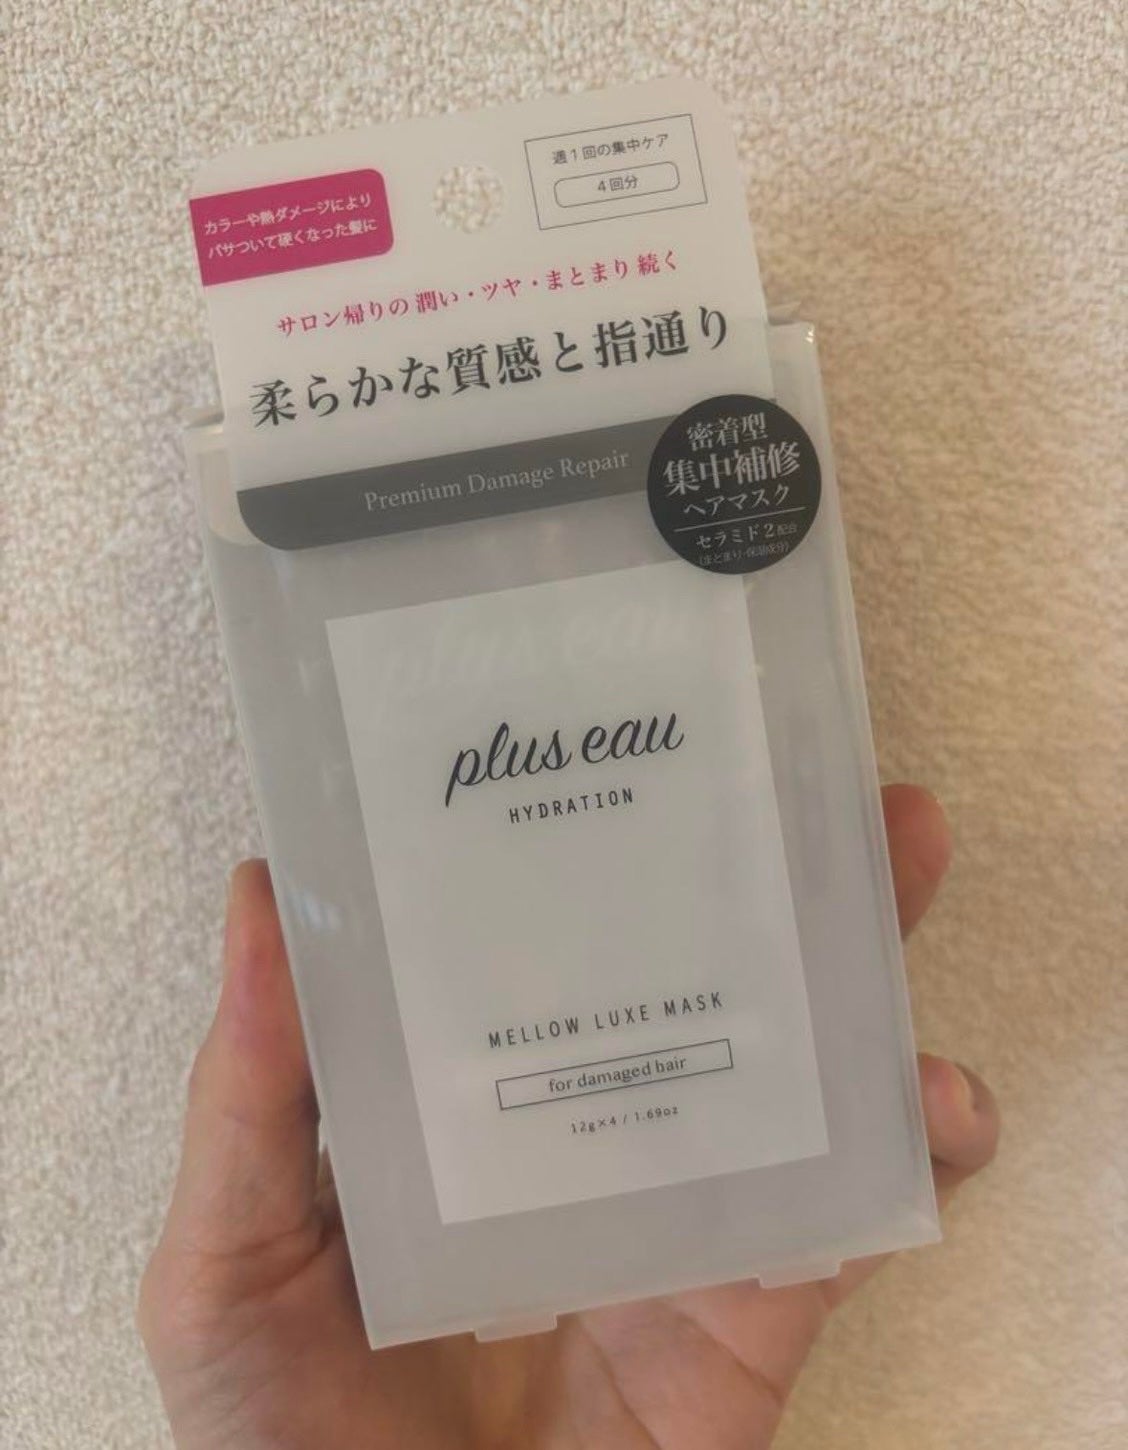 週1回の集中ケア
4回分
カラーや熱ダメージにより
パサついて硬くなった髪に
サロン帰りの 潤い・ツヤ・まとまり 続く
柔らかな質感と指通り
Premium Damage Repair
密着型
集中補修
ヘアマスク
セラミド2配合
(まとまり・保湿成分)
plus eau
plus eau
HYDRATION
MELLOW LUXE MASK
for damaged hair
12g×4 / 1.69oz